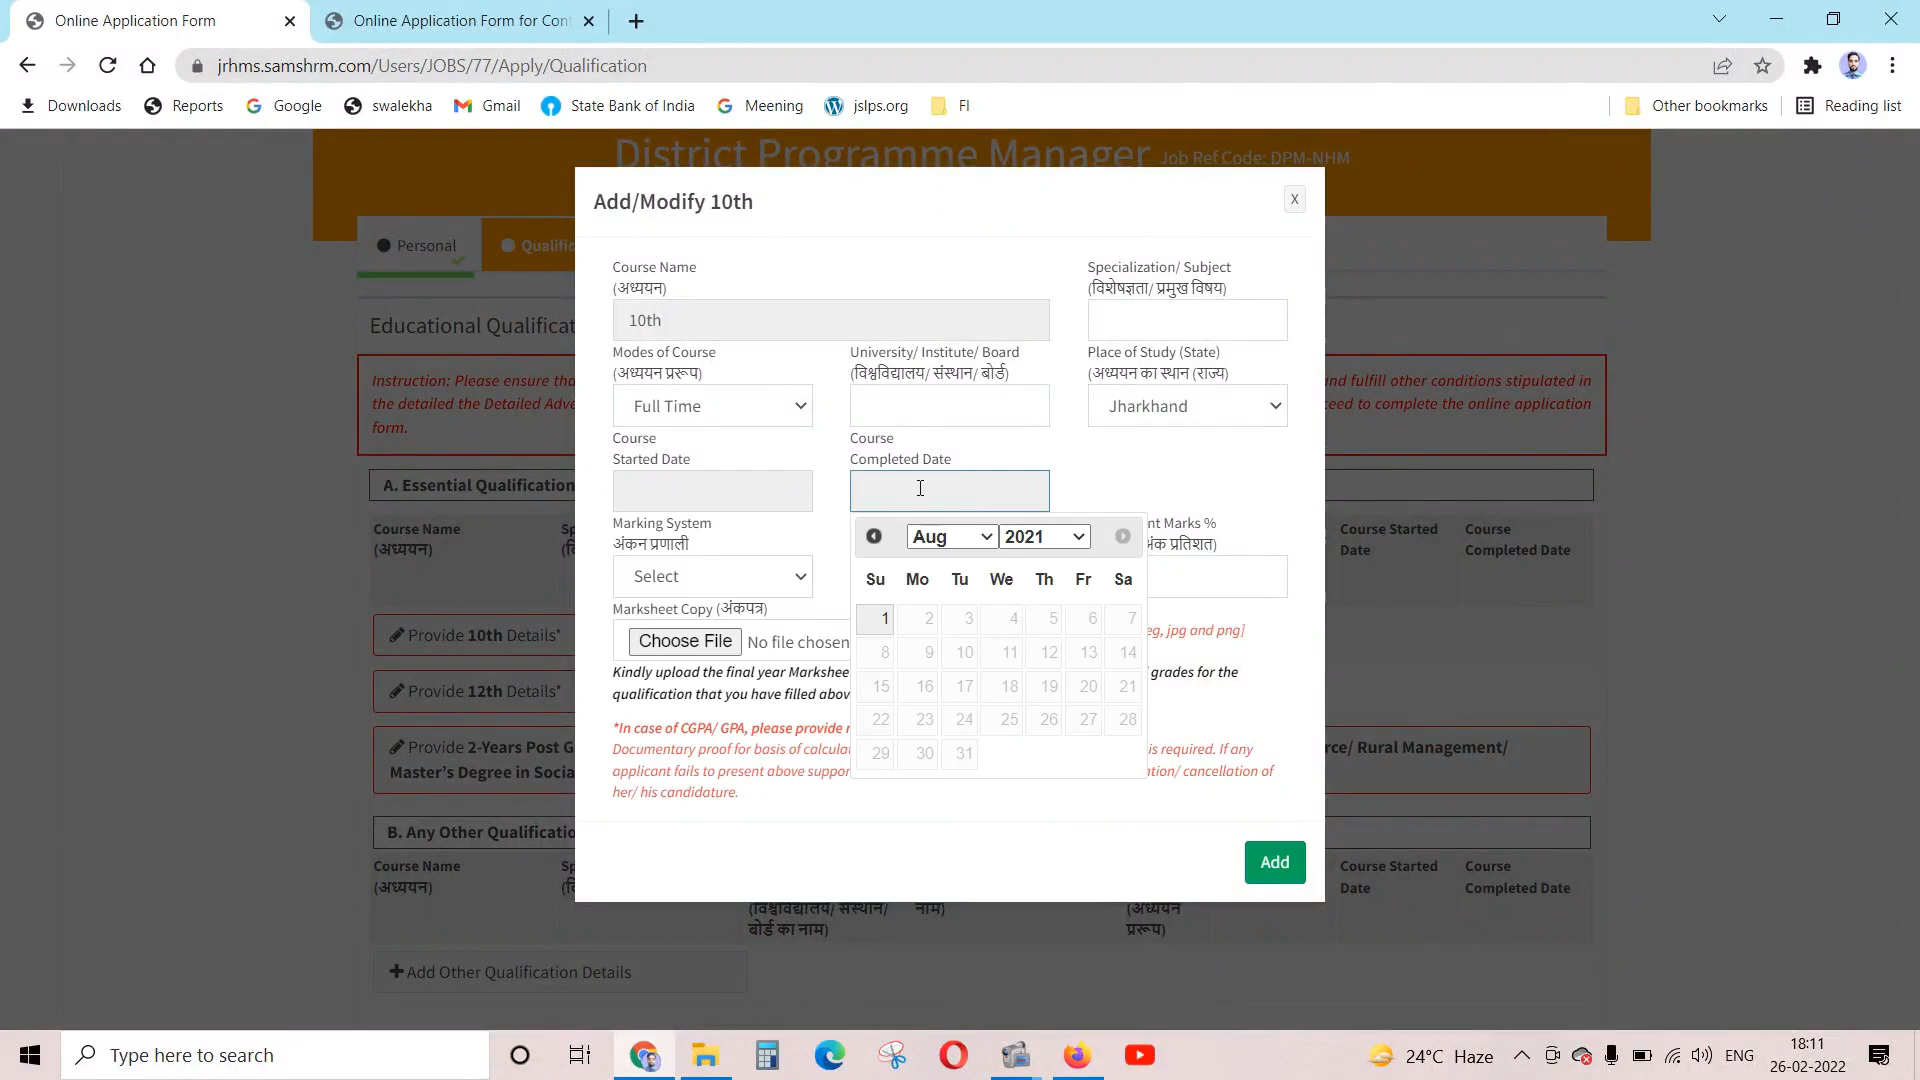 Online Application Form
Online Application Form for Con
jrhms.samshrm.com/Users/JOBS/77/Apply/Qualification
Downloads Reports Google swalekha Gmail State Bank of India Meening jslps.org FI Other bookmarks Reading list
District Programme Manager Job Ref Code: DPM-NHM
Personal
Qualific
Educational Qualificat
Instruction: Please ensure tha
nd fulfill other conditions stipulated in
the detailed the Detailed Adve
ceed to complete the online application
form.
A. Essential Qualification
Course Name
(अध्ययन)
Course Started
Date
Course
Completed Date
Provide 10th Details*
Provide 12th Details*
Provide 2-Years Post G
rce/ Rural Management/
Master's Degree in Socia
B. Any Other Qualificatio
Course Name
(अध्ययन)
(विश्वविद्यालय/ संस्थान/
बोर्ड का नाम)
नाम)
(अध्ययन
प्ररूप)
Course Started
Date
Course
Completed Date
Add Other Qualification Details
Add/Modify 10th
X
Course Name
(अध्ययन)
10th
Specialization/ Subject
(विशेषज्ञता/ प्रमुख विषय)
Modes of Course
(अध्ययन प्ररूप)
Full Time
University/ Institute/ Board
(विश्वविद्यालय/ संस्थान/ बोर्ड)
Place of Study (State)
(अध्ययन का स्थान (राज्य)
Jharkhand
Course
Started Date
Course
Completed Date
Marking System
अंकन प्रणाली
Select
nt Marks %
अंक प्रतिशत)
Aug 2021
Su Mo Tu We Th Fr Sa
1 2 3 4 5 6 7
8 9 10 11 12 13 14
15 16 17 18 19 20 21
22 23 24 25 26 27 28
29 30 31
Marksheet Copy (अंकपत्र)
Choose File No file chosen
eg, jpg and png]
Kindly upload the final year Markshee
grades for the
qualification that you have filled abov
*In case of CGPA/ GPA, please provide r
Documentary proof for basis of calcula
is required. If any
applicant fails to present above suppor
ation/ cancellation of
her/ his candidature.
Add
Type here to search
24°C Haze
ENG
18:11
26-02-2022